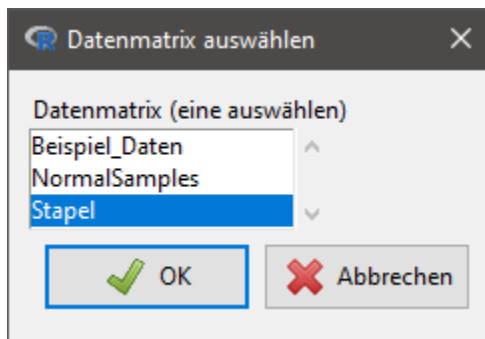 Datenmatrix auswählen
Datenmatrix (eine auswählen)
Beispiel_Daten
NormalSamples
Stapel
OK Abbrechen